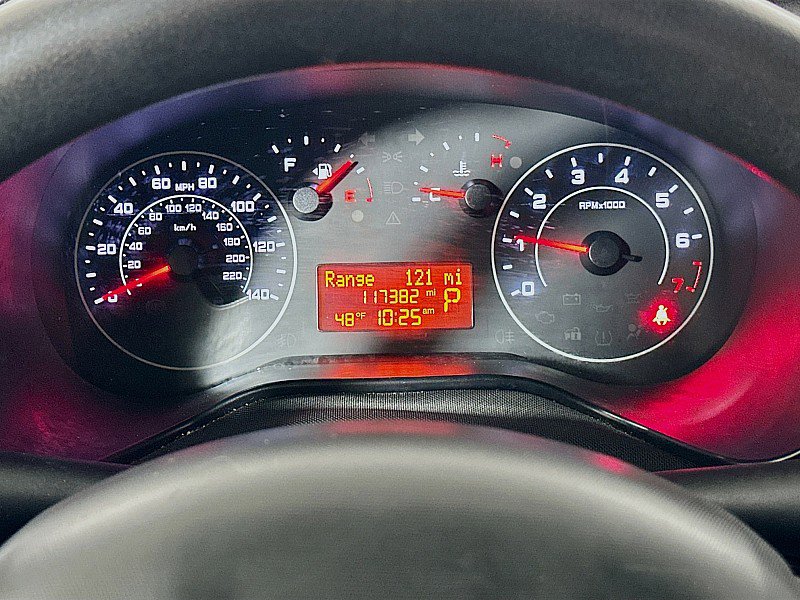 F
E
C
H
0 20 40 60 MPH 80 100 120 140
20 40 60 80 100 120 140 160 180 200 220
km/h
0 1 2 3 4 5 6 7
RPMx1000
Range 121 mi
117382 mi P
48°F 10:25 am